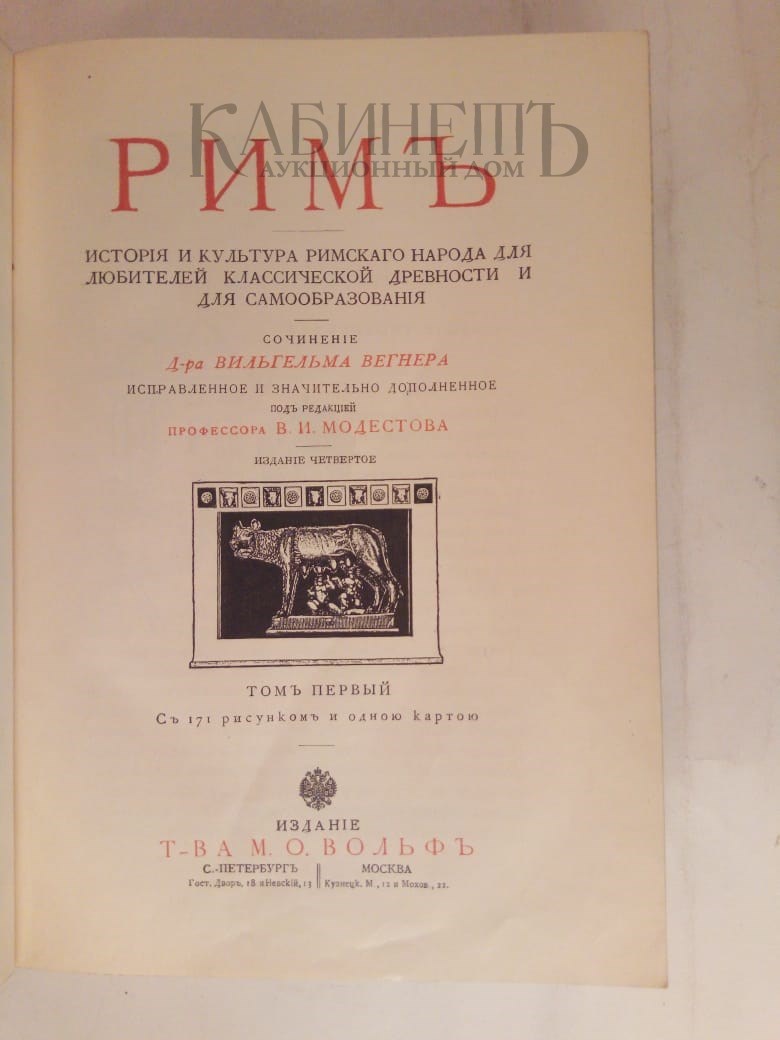 КАБИНЕТЪ
АУКЦИОННЫЙ ДОМ
РИМЪ
ИСТОРІЯ И КУЛЬТУРА РИМСКАГО НАРОДА ДЛЯ
ЛЮБИТЕЛЕЙ КЛАССИЧЕСКОЙ ДРЕВНОСТИ И
ДЛЯ САМООБРАЗОВАНІЯ
СОЧИНЕНІЕ
Д-ра ВИЛЬГЕЛЬМА ВЕГНЕРА
ИСПРАВЛЕННОЕ И ЗНАЧИТЕЛЬНО ДОПОЛНЕННОЕ
ПОДЪ РЕДАКЦІЕЙ
ПРОФЕССОРА В. И. МОДЕСТОВА
ИЗДАНІЕ ЧЕТВЕРТОЕ
ТОМЪ ПЕРВЫЙ
Съ 171 рисункомъ и одною картою
ИЗДАНІЕ
Т-ВА М. О. ВОЛЬФЪ
С.-ПЕТЕРБУРГЪ
Гост. Дворъ, 18 и Невскій, 13
МОСКВА
Кузнецк. М., 12 и Мохов., 22.